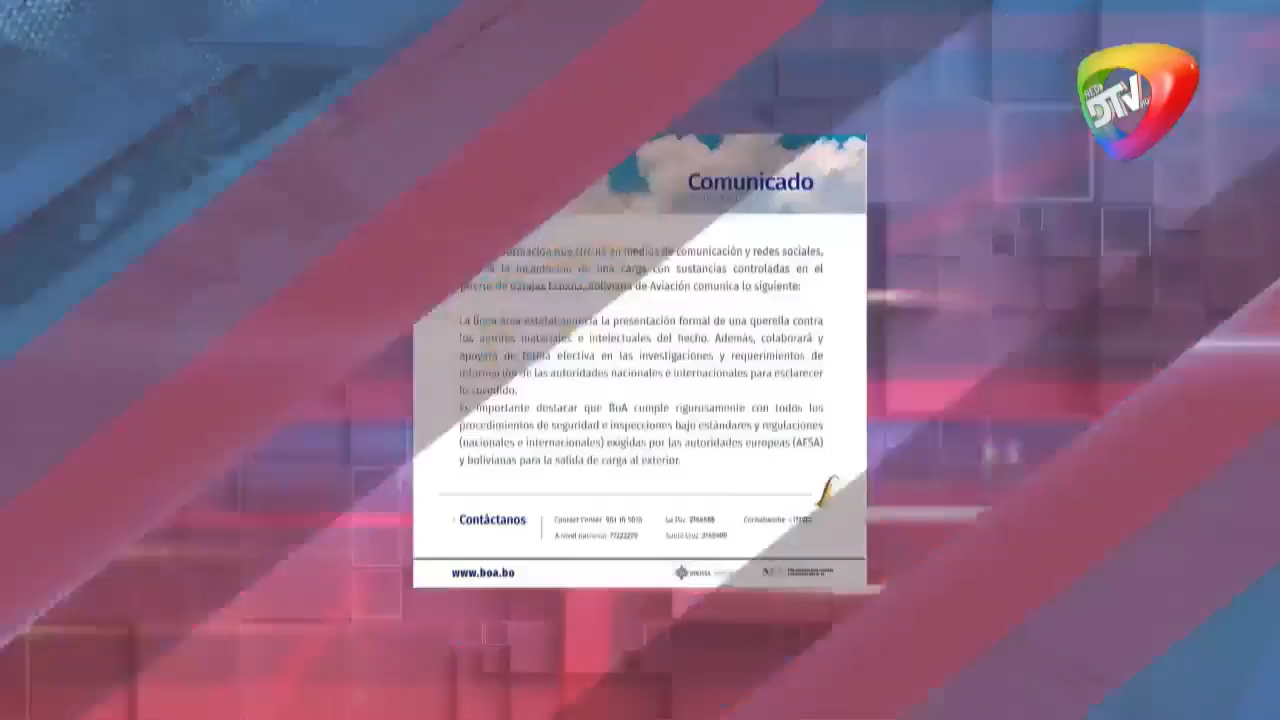 RED
DTV
Comunicado
que circula en medios de comunicación y redes sociales,
a la incautación de una carga con sustancias controladas en el
de Barajas España, Boliviana de Aviación comunica lo siguiente:
La línea aérea estatal anuncia la presentación formal de una querella contra
los autores materiales e intelectuales del hecho. Además, colaborará y
apoyará de forma efectiva en las investigaciones y requerimientos de
información de las autoridades nacionales e internacionales para esclarecer
lo sucedido.
Es importante destacar que BoA cumple rigurosamente con todos los
procedimientos de seguridad e inspecciones bajo estándares y regulaciones
(nacionales e internacionales) exigidas por las autoridades europeas (AESA)
y bolivianas para la salida de carga al exterior.
Contáctanos
Contact Center: 901 10 5010
La Paz:
Cochabamba:
A nivel nacional:
Santa Cruz:
www.boa.bo